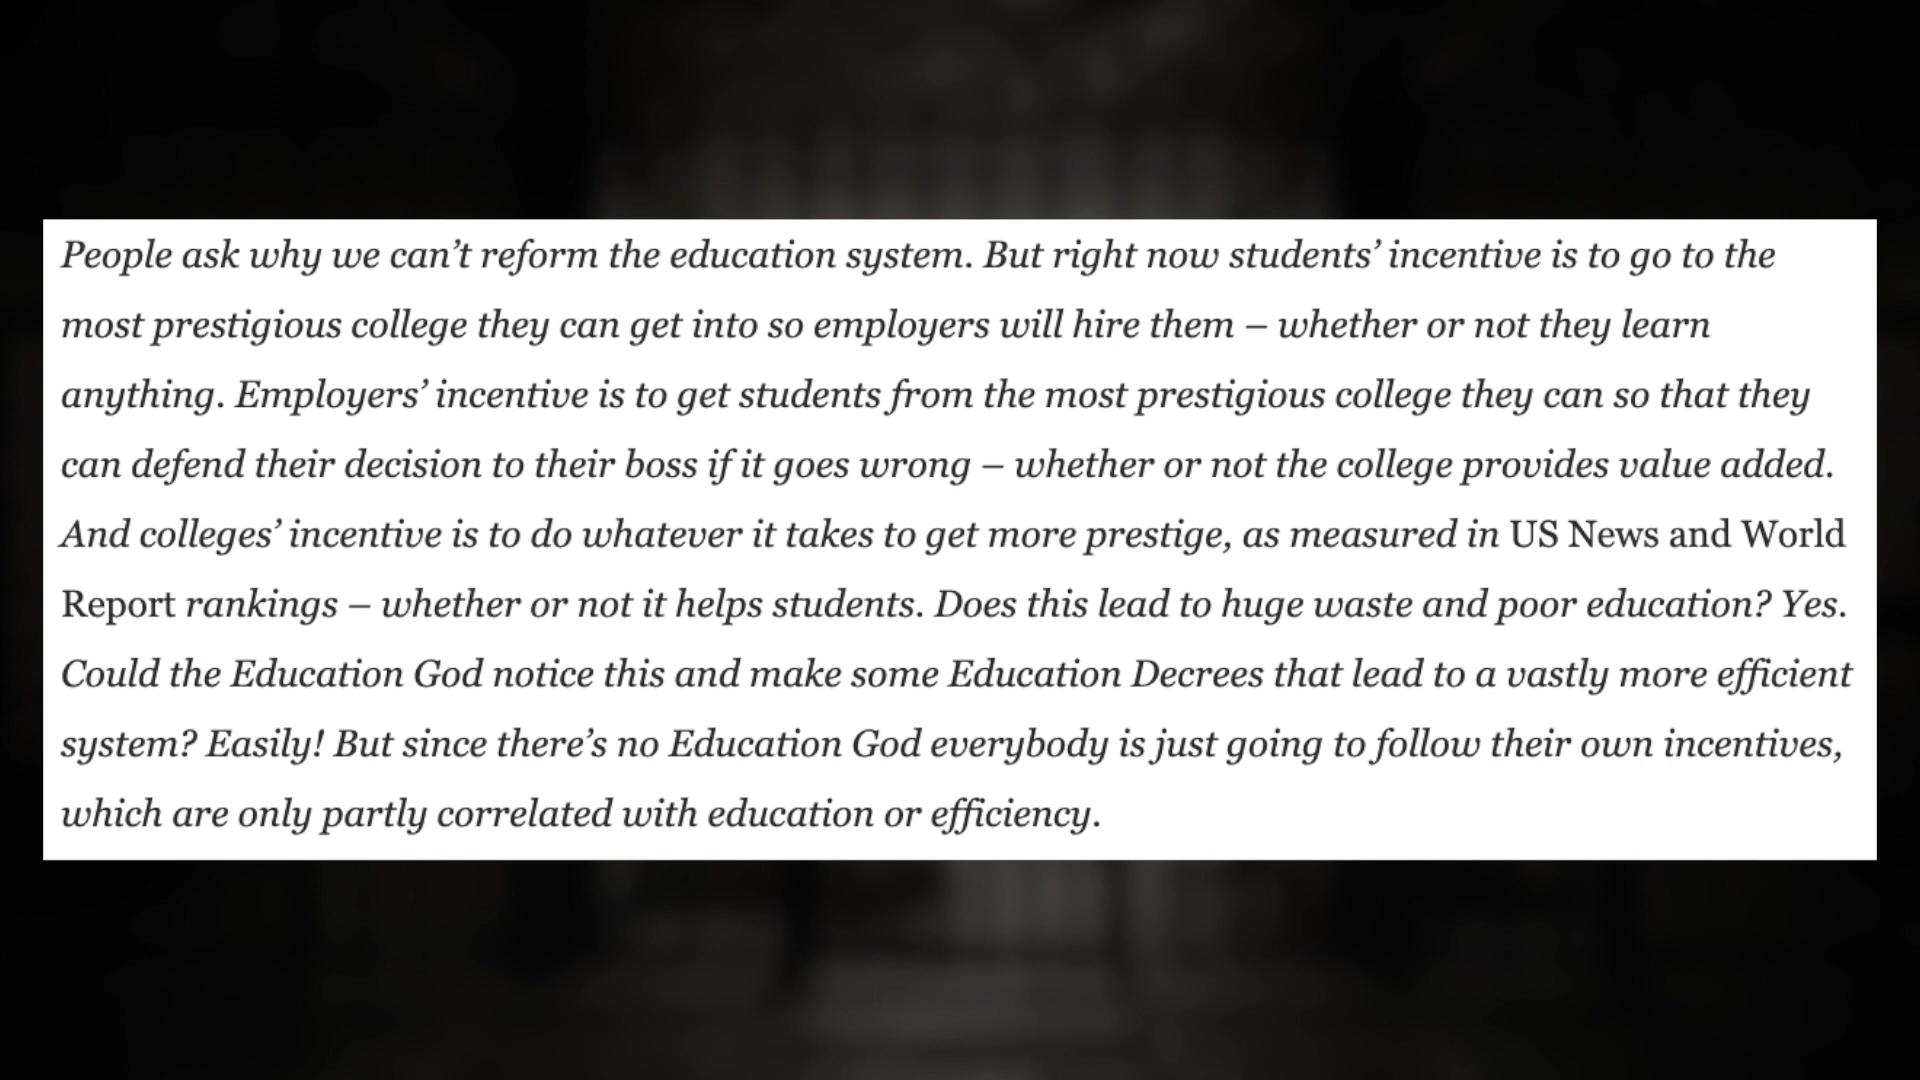 People ask why we can’t reform the education system. But right now students’ incentive is to go to the
most prestigious college they can get into so employers will hire them – whether or not they learn
anything. Employers’ incentive is to get students from the most prestigious college they can so that they
can defend their decision to their boss if it goes wrong – whether or not the college provides value added.
And colleges’ incentive is to do whatever it takes to get more prestige, as measured in US News and World
Report rankings – whether or not it helps students. Does this lead to huge waste and poor education? Yes.
Could the Education God notice this and make some Education Decrees that lead to a vastly more efficient
system? Easily! But since there’s no Education God everybody is just going to follow their own incentives,
which are only partly correlated with education or efficiency.